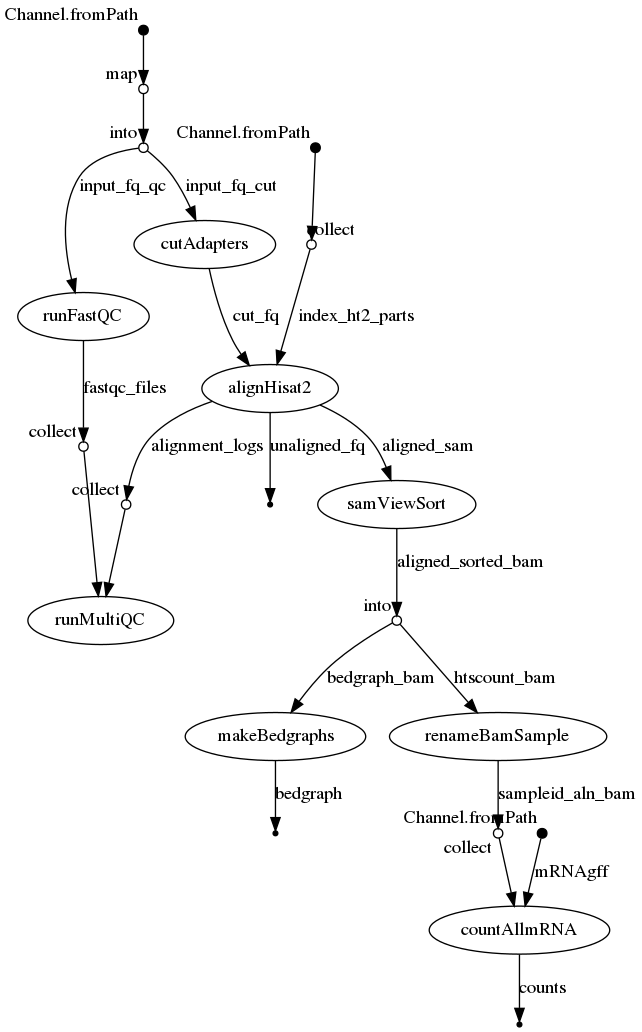 Channel.fromPath
map
into
Channel.fromPath
input_fq_qc
input_fq_cut
collect
cutAdapters
runFastQC
cut_fq
index_ht2_parts
fastqc_files
alignHisat2
collect
alignment_logs
unaligned_fq
aligned_sam
collect
samViewSort
aligned_sorted_bam
into
runMultiQC
bedgraph_bam
htscount_bam
makeBedgraphs
renameBamSample
bedgraph
sampleid_aln_bam
Channel.fromPath
collect
mRNAgff
countAllmRNA
counts